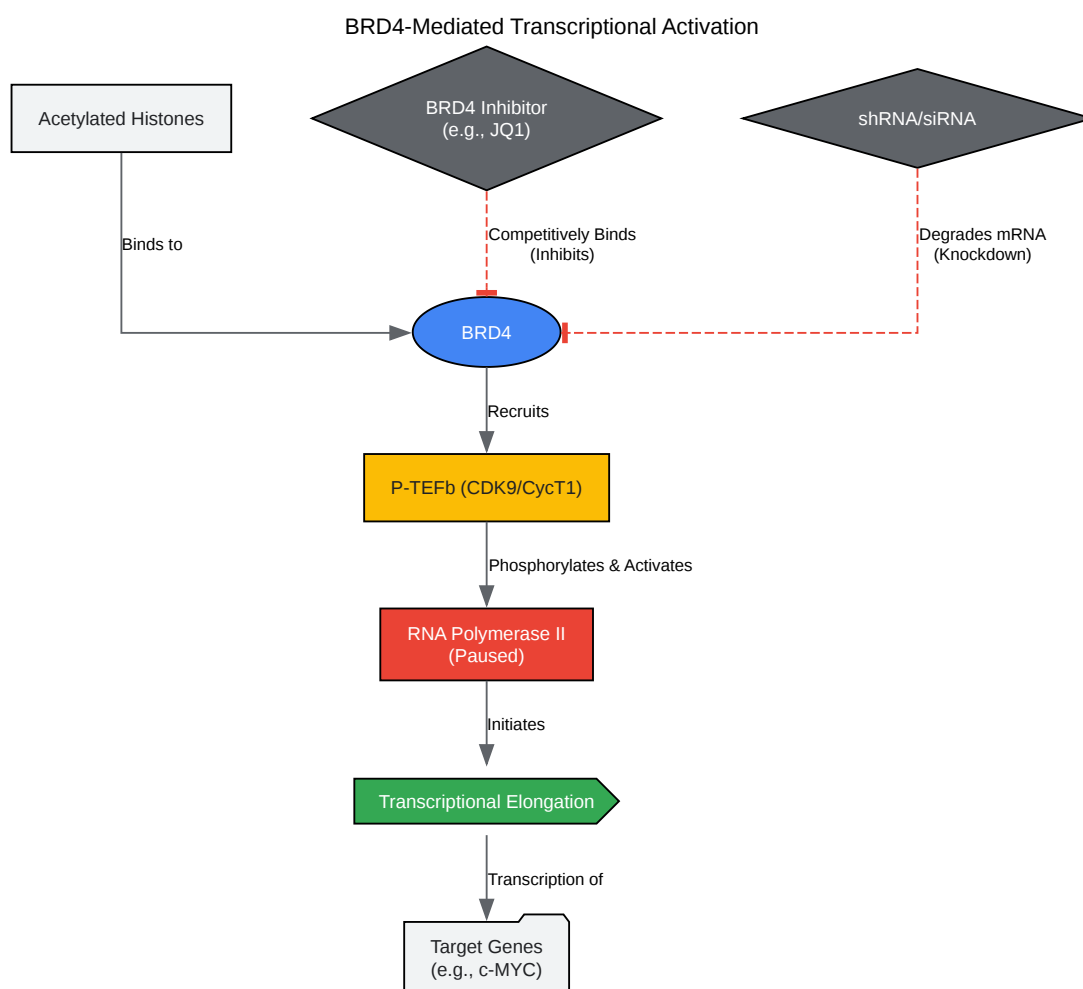 BRD4-Mediated Transcriptional Activation
Acetylated Histones
BRD4 Inhibitor
(e.g., JQ1)
shRNA/siRNA
Binds to
Competitively Binds
(Inhibits)
Degrades mRNA
(Knockdown)
BRD4
Recruits
P-TEFb (CDK9/CycT1)
Phosphorylates & Activates
RNA Polymerase II
(Paused)
Initiates
Transcriptional Elongation
Transcription of
Target Genes
(e.g., c-MYC)